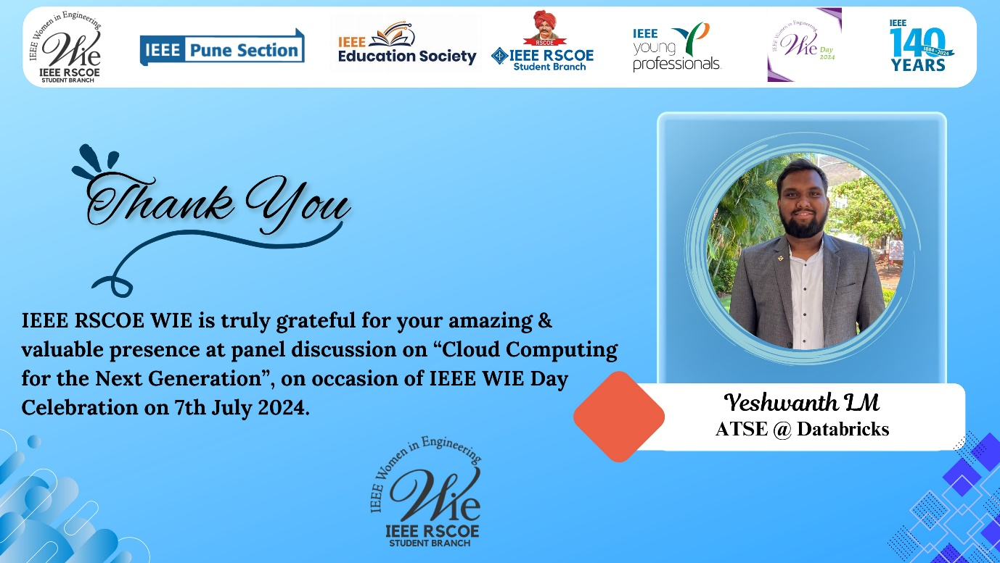 IEEE Women in Engineering
Wie
IEEE RSCOE
STUDENT BRANCH
IEEE Pune Section
IEEE
Education Society
RSCOE
IEEE RSCOE
Student Branch
IEEE
young
professionals
IEEE Women in Engineering
Wie Day
2024
IEEE
140
1884-2024
YEARS
Thank You
IEEE RSCOE WIE is truly grateful for your amazing &
valuable presence at panel discussion on “Cloud Computing
for the Next Generation”, on occasion of IEEE WIE Day
Celebration on 7th July 2024.
Yeshwanth LM
ATSE @ Databricks
IEEE Women in Engineering
Wie
IEEE RSCOE
STUDENT BRANCH